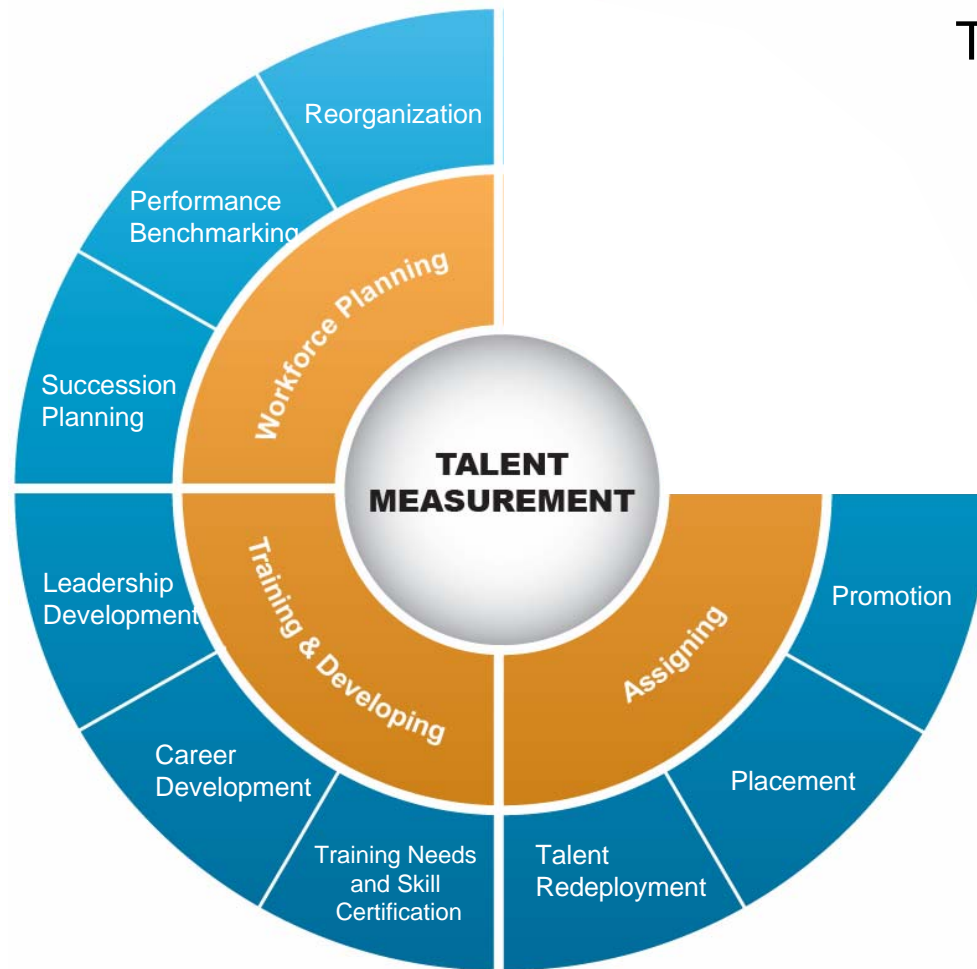 T
Reorganization
Performance
Benchmarking
Workforce Planning
Succession
Planning
TALENT
MEASUREMENT
Leadership
Development
Training & Developing
Assigning
Promotion
Career
Development
Placement
Training Needs
and Skill
Certification
Talent
Redeployment